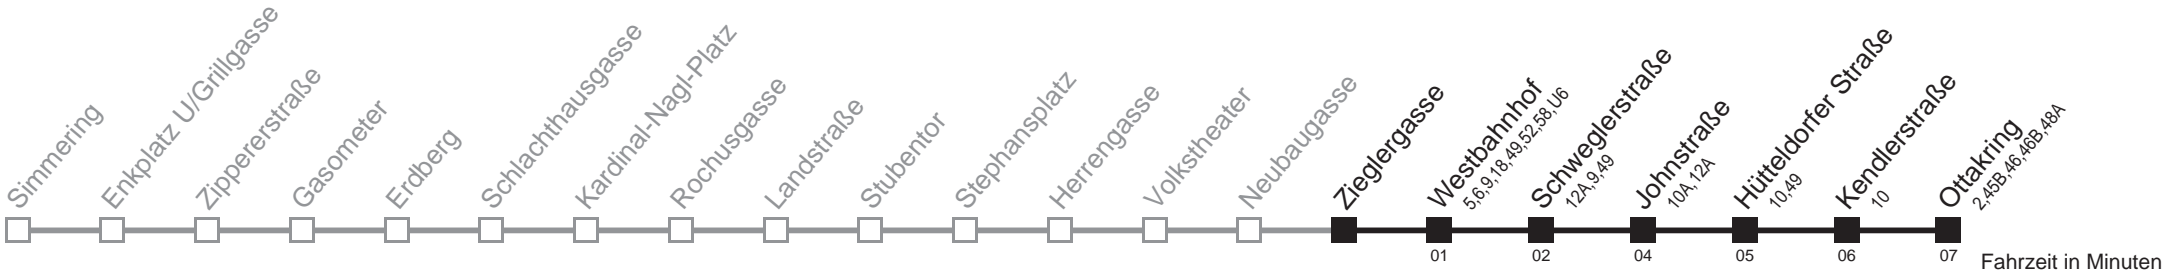 Simmering
Enkplatz U/Grillgasse
Zippererstraße
Gasometer
Erdberg
Schlachthausgasse
Kardinal-Nagl-Platz
Rochusgasse
Landstraße
Stubentor
Stephansplatz
Herrengasse
Volkstheater
Neubaugasse
Zieglergasse
Westbahnhof
5,6,9,18,49,52,58,U6
Schweglerstraße
12A,9,49
Johnstraße
10A,12A
Hütteldorfer Straße
10,49
Kendlerstraße
10
Ottakring
2,45B,46,46B,48A
01 02 04 05 06 07 Fahrzeit in Minuten